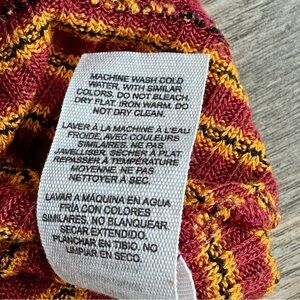 MACHINE WASH COLD
WATER, WITH SIMILAR
COLORS. DO NOT BLEACH.
DRY FLAT. IRON WARM. DO
NOT DRY CLEAN.
LAVER À LA MACHINE À L'EAU
FROIDE, AVEC COULEURS
SIMILAIRES. NE PAS
JAVELLISER. SÉCHER À PLAT.
REPASSER À TEMPÉRATURE
MOYENNE. NE PAS
NETTOYER À SEC.
LAVAR A MÁQUINA EN AGUA
FRÍA CON COLORES
SIMILARES. NO BLANQUEAR.
SECAR EXTENDIDO.
PLANCHAR EN TIBIO. NO
LIMPIAR EN SECO.